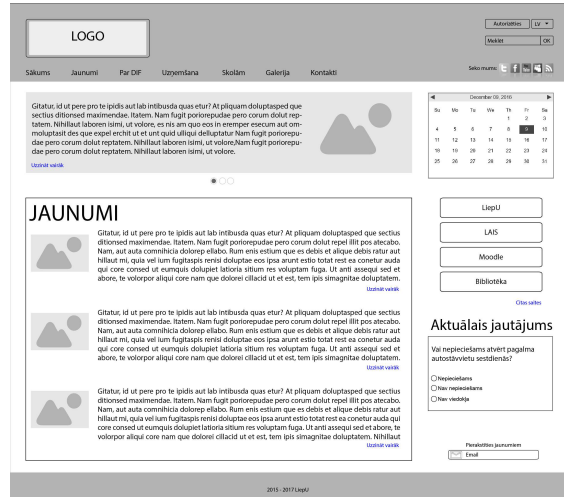 LOGO
Autorizēties LV
Meklēt OK
Seko mums:
Sākums Jaunumi Par DIF Uzņemšana Skolām Galerija Kontakti
Gitatur, id ut pere pro te ipidis aut lab intibusda quas etur? At pliquam doluptasped que
sectius ditionsed maximendae. Itatem. Nam fugit poriorepudae pero corum dolut rep-
tatem. Nihillaut laboren isimi, ut volore, es nis am quo eos in eremper esecum aut om-
moluptasit des que expel erchit ut et unt quid ulliqui delluptatur Nam fugit poriorepu-
dae pero corum dolut reptatem. Nihillaut laboren isimi, ut volore,Nam fugit poriorepu-
dae pero corum dolut reptatem. Nihillaut laboren isimi, ut volore.
Uzzināt vairāk
December 09, 2016
Su Mo Tu We Th Fr Sa
1 2 3
4 5 6 7 8 9 10
11 12 13 14 15 16 17
18 19 20 21 22 23 24
25 26 27 28 29 30 31
JAUNUMI
Gitatur, id ut pere pro te ipidis aut lab intibusda quas etur? At pliquam doluptasped que sectius
ditionsed maximendae. Itatem. Nam fugit poriorepudae pero corum dolut repel illit pos atecabo.
Nam, aut auta comnihicia dolorep ellabo. Rum enis estium que es debis et alique debis ratur aut
hillaut mi, quia vel ium fugitaspis renisi doluptae eos ipsa arunt estio totat rest ea conetur auda
qui core consed ut eumquis dolupiet latioria sitium res voluptam fuga. Ut anti assequi sed et
abore, te volorpor aliqui core nam que dolorei cillacid ut et est, tem ipis simagnitae doluptatem.
Uzzināt vairāk
Gitatur, id ut pere pro te ipidis aut lab intibusda quas etur? At pliquam doluptasped que sectius
ditionsed maximendae. Itatem. Nam fugit poriorepudae pero corum dolut repel illit pos atecabo.
Nam, aut auta comnihicia dolorep ellabo. Rum enis estium que es debis et alique debis ratur aut
hillaut mi, quia vel ium fugitaspis renisi doluptae eos ipsa arunt estio totat rest ea conetur auda
qui core consed ut eumquis dolupiet latioria sitium res voluptam fuga. Ut anti assequi sed et
abore, te volorpor aliqui core nam que dolorei cillacid ut et est, tem ipis simagnitae doluptatem.
Uzzināt vairāk
Gitatur, id ut pere pro te ipidis aut lab intibusda quas etur? At pliquam doluptasped que sectius
ditionsed maximendae. Itatem. Nam fugit poriorepudae pero corum dolut repel illit pos atecabo.
Nam, aut auta comnihicia dolorep ellabo. Rum enis estium que es debis et alique debis ratur aut
hillaut mi, quia vel ium fugitaspis renisi doluptae eos ipsa arunt estio totat rest ea conetur auda qui
core consed ut eumquis dolupiet latioria sitium res voluptam fuga. Ut anti assequi sed et abore, te
volorpor aliqui core nam que dolorei cillacid ut et est, tem ipis simagnitae doluptatem. Nihillaut
Uzzināt vairāk
LiepU
LAIS
Moodle
Bibliotēka
Citas saites
Aktuālais jautājums
Vai nepieciešams atvērt pagalma
autostāvvietu sestdienās?
Nepieciešams
Nav nepieciešams
Nav viedokļa
Pierakstīties jaunumiem
Email
2015 - 2017 LiepU